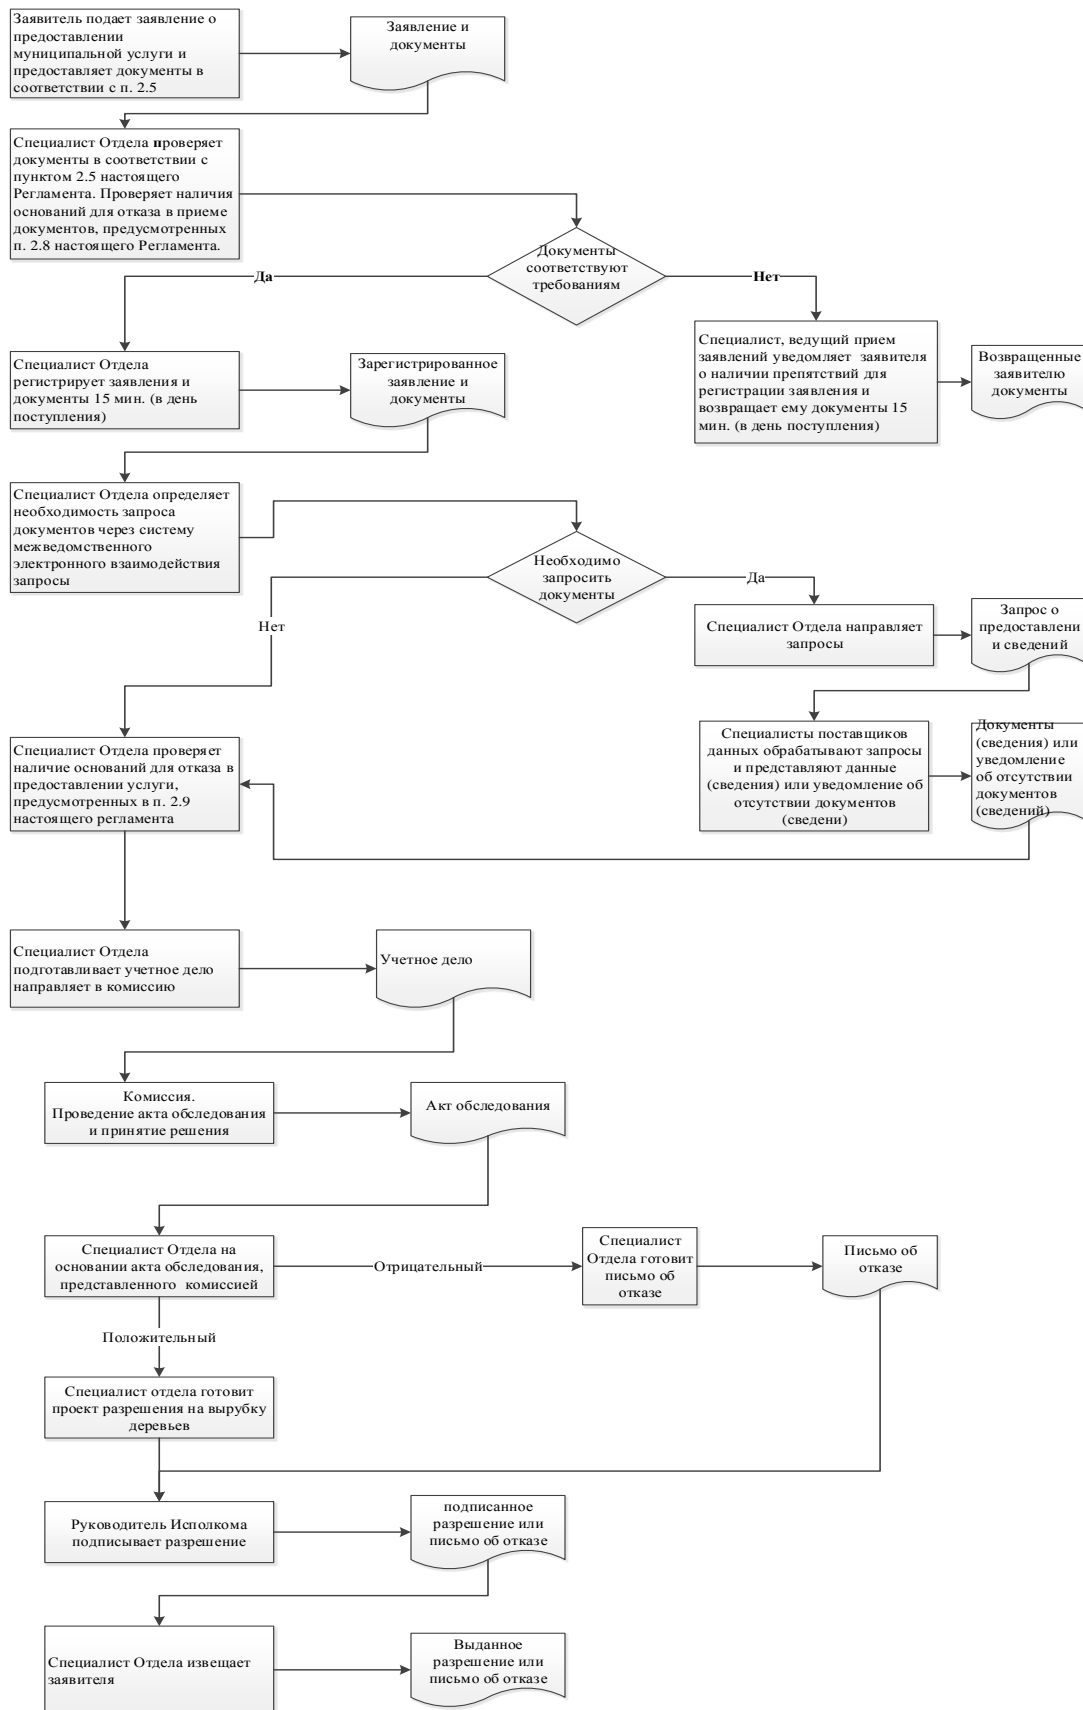 Заявитель подает заявление о
предоставлении
муниципальной услуги и
предоставляет документы в
соответствии с п. 2.5
Заявление и
документы
Специалист Отдела проверяет
документы в соответствии с
пунктом 2.5 настоящего
Регламента. Проверяет наличия
оснований для отказа в приеме
документов, предусмотренных
п. 2.8 настоящего Регламента.
Документы
соответствуют
требованиям
Да
Нет
Специалист Отдела
регистрирует заявления и
документы 15 мин. (в день
поступления)
Зарегистрированное
заявление и
документы
Специалист, ведущий прием
заявлений уведомляет заявителя
о наличии препятствий для
регистрации заявления и
возвращает ему документы 15
мин. (в день поступления)
Возвращенные
заявителю
документы
Специалист Отдела определяет
необходимость запроса
документов через систему
межведомственного
электронного взаимодействия
запросы
Необходимо
запросить
документы
Да
Нет
Специалист Отдела направляет
запросы
Запрос о
предоставлени
и сведений
Специалисты поставщиков
данных обрабатывают запросы
и представляют данные
(сведения) или уведомление об
отсутствии документов
(сведени)
Документы
(сведения) или
уведомление
об отсутствии
документов
(сведений)
Специалист Отдела проверяет
наличие оснований для отказа в
предоставлении услуги,
предусмотренных в п. 2.9
настоящего регламента
Специалист Отдела
подготавливает учетное дело
направляет в комиссию
Учетное дело
Комиссия.
Проведение акта обследования
и принятие решения
Акт обследования
Специалист Отдела на
основании акта обследования,
представленного комиссией
Отрицательный
Специалист
Отдела готовит
письмо об
отказе
Письмо об
отказе
Положительный
Специалист отдела готовит
проект разрешения на вырубку
деревьев
Руководитель Исполкома
подписывает разрешение
подписанное
разрешение или
письмо об отказе
Специалист Отдела извещает
заявителя
Выданное
разрешение или
письмо об отказе